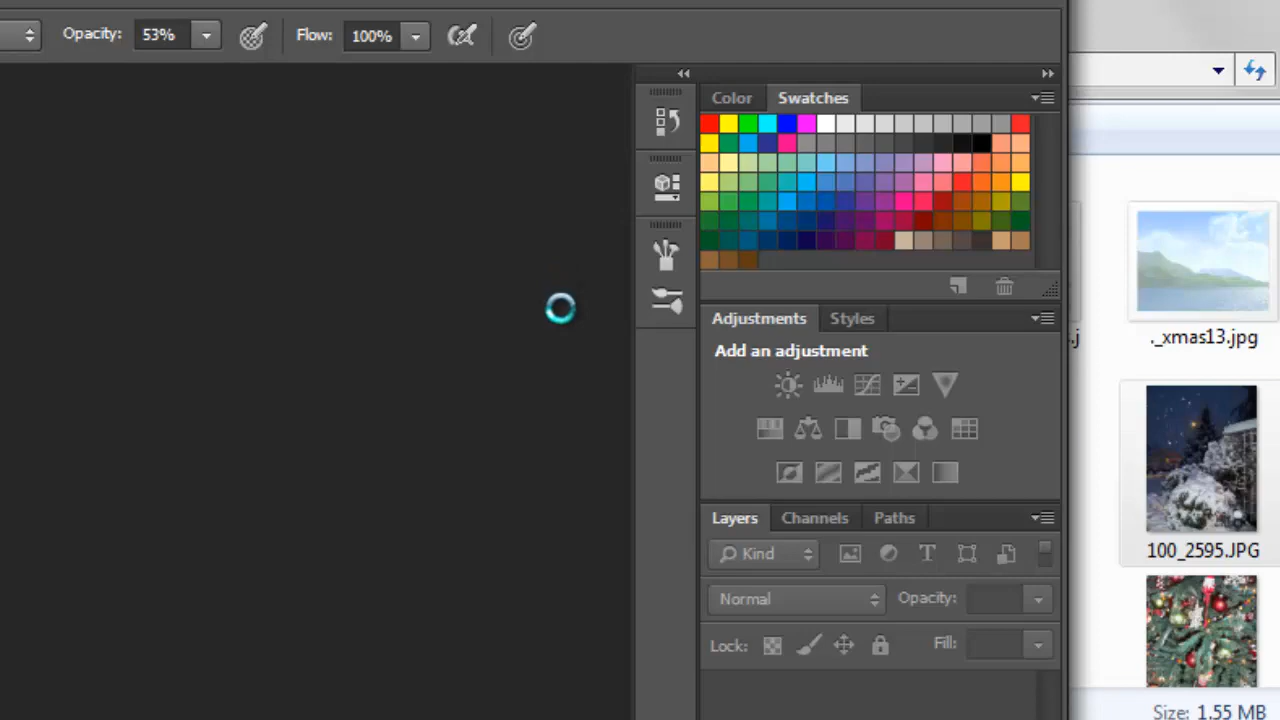 Opacity: 53% Flow: 100%
Color Swatches
Adjustments Styles
Add an adjustment
Layers Channels Paths
Kind
Normal Opacity:
Lock: Fill:
.j ._xmas13.jpg
100_2595.JPG
Size: 1.55 MB